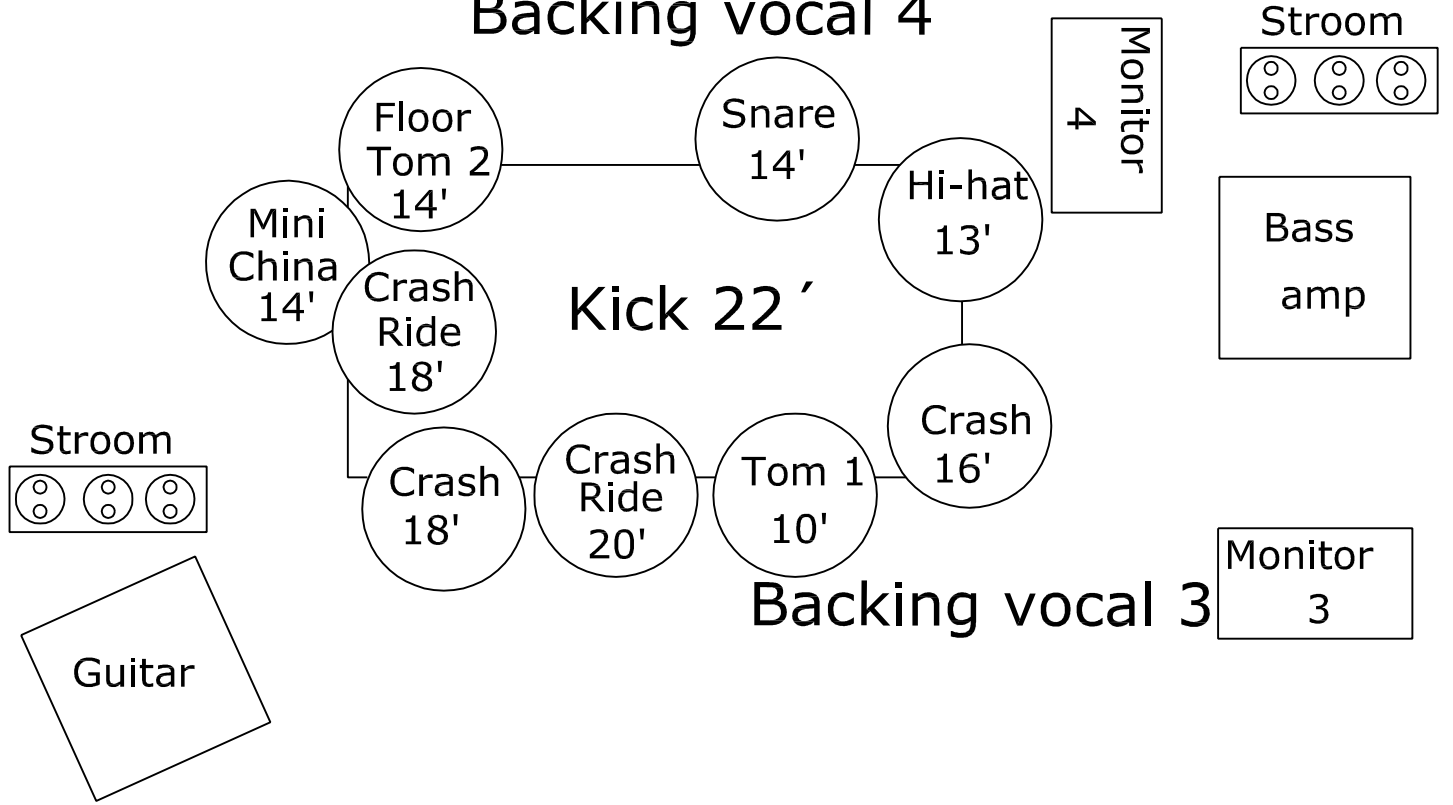 Backing vocal 4
Stroom
Monitor
4
Floor
Tom 2
14'
Snare
14'
Hi-hat
13'
Mini
China
14'
Bass
amp
Crash
Ride
18'
Kick 22´
Crash
16'
Stroom
Crash
18'
Crash
Ride
20'
Tom 1
10'
Monitor
3
Backing vocal 3
Guitar